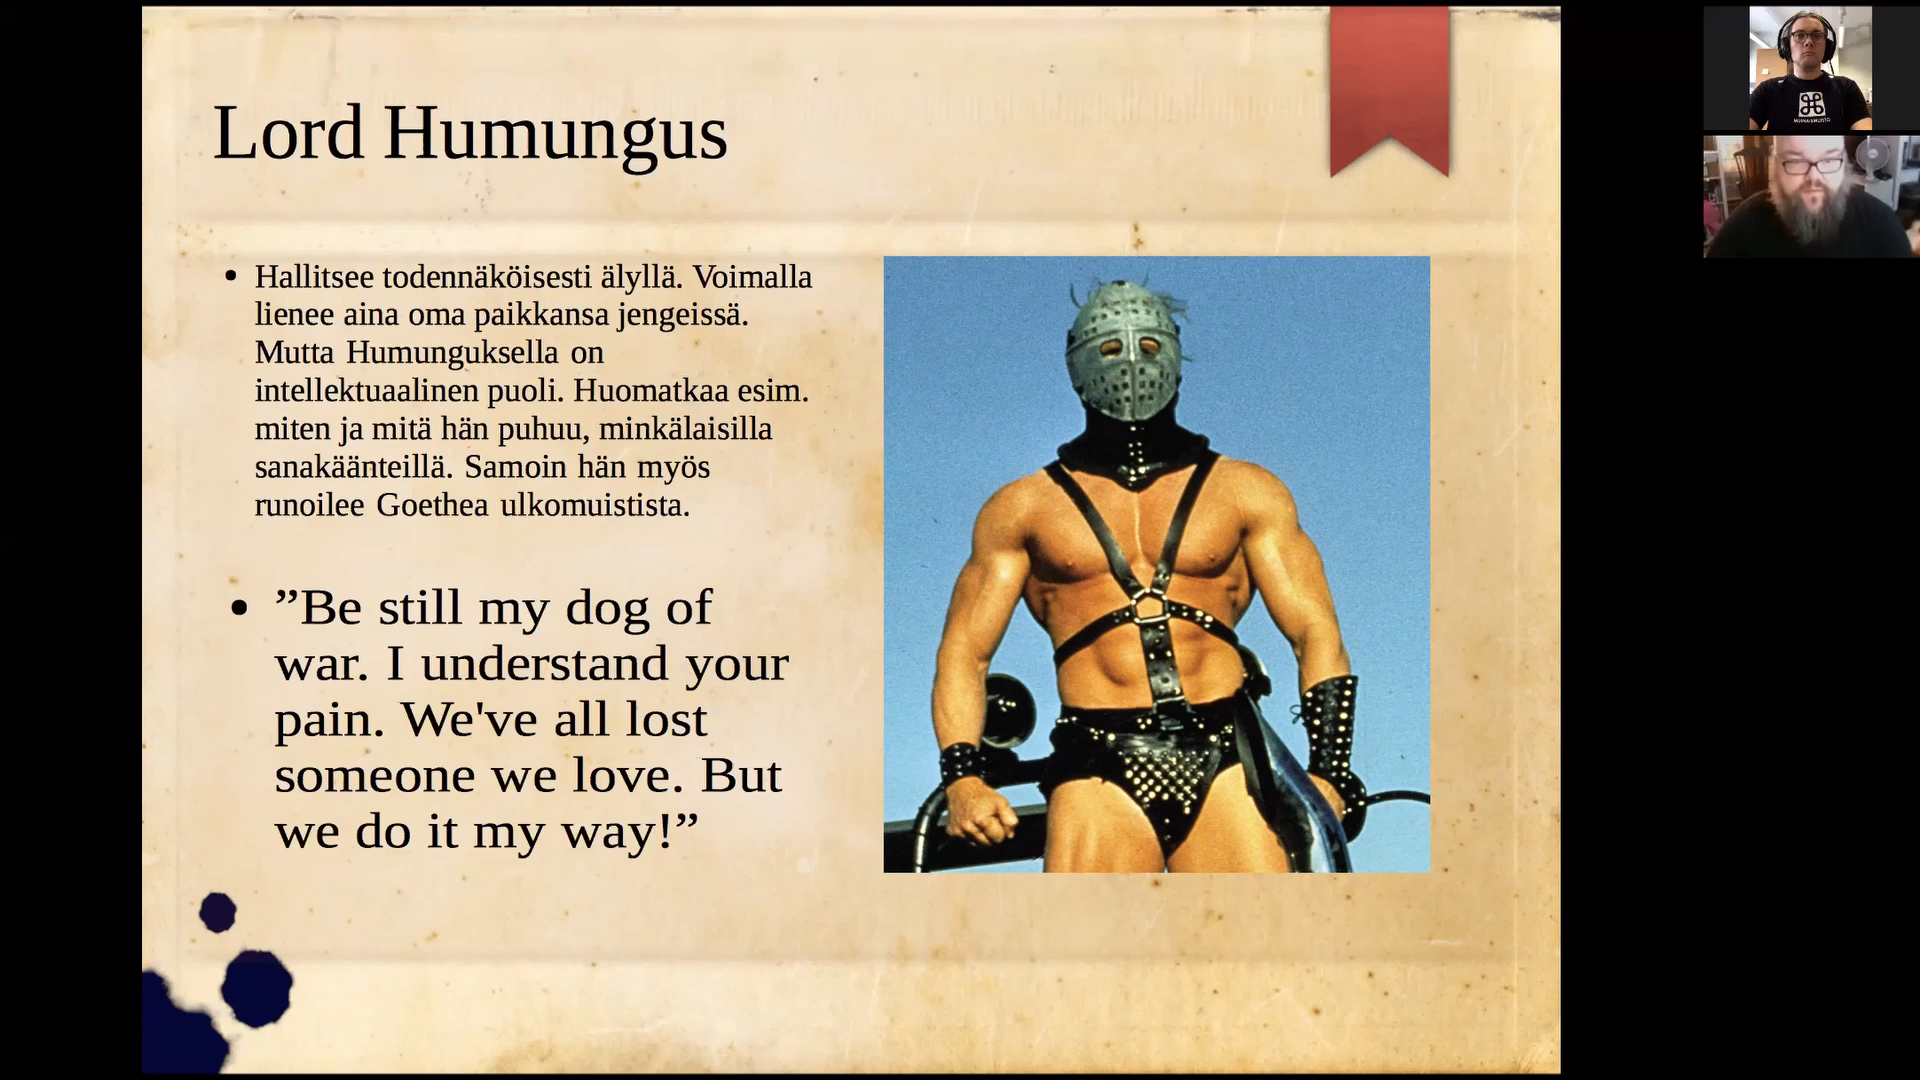 Lord Humungus
• Hallitsee todennäköisesti älyllä. Voimalla
lienee aina oma paikkansa jengeissä.
Mutta Humunguksella on
intellektuaalinen puoli. Huomatkaa esim.
miten ja mitä hän puhuu, minkälaisilla
sanakäänteillä. Samoin hän myös
runoilee Goethea ulkomuistista.
• ”Be still my dog of
war. I understand your
pain. We've all lost
someone we love. But
we do it my way!”